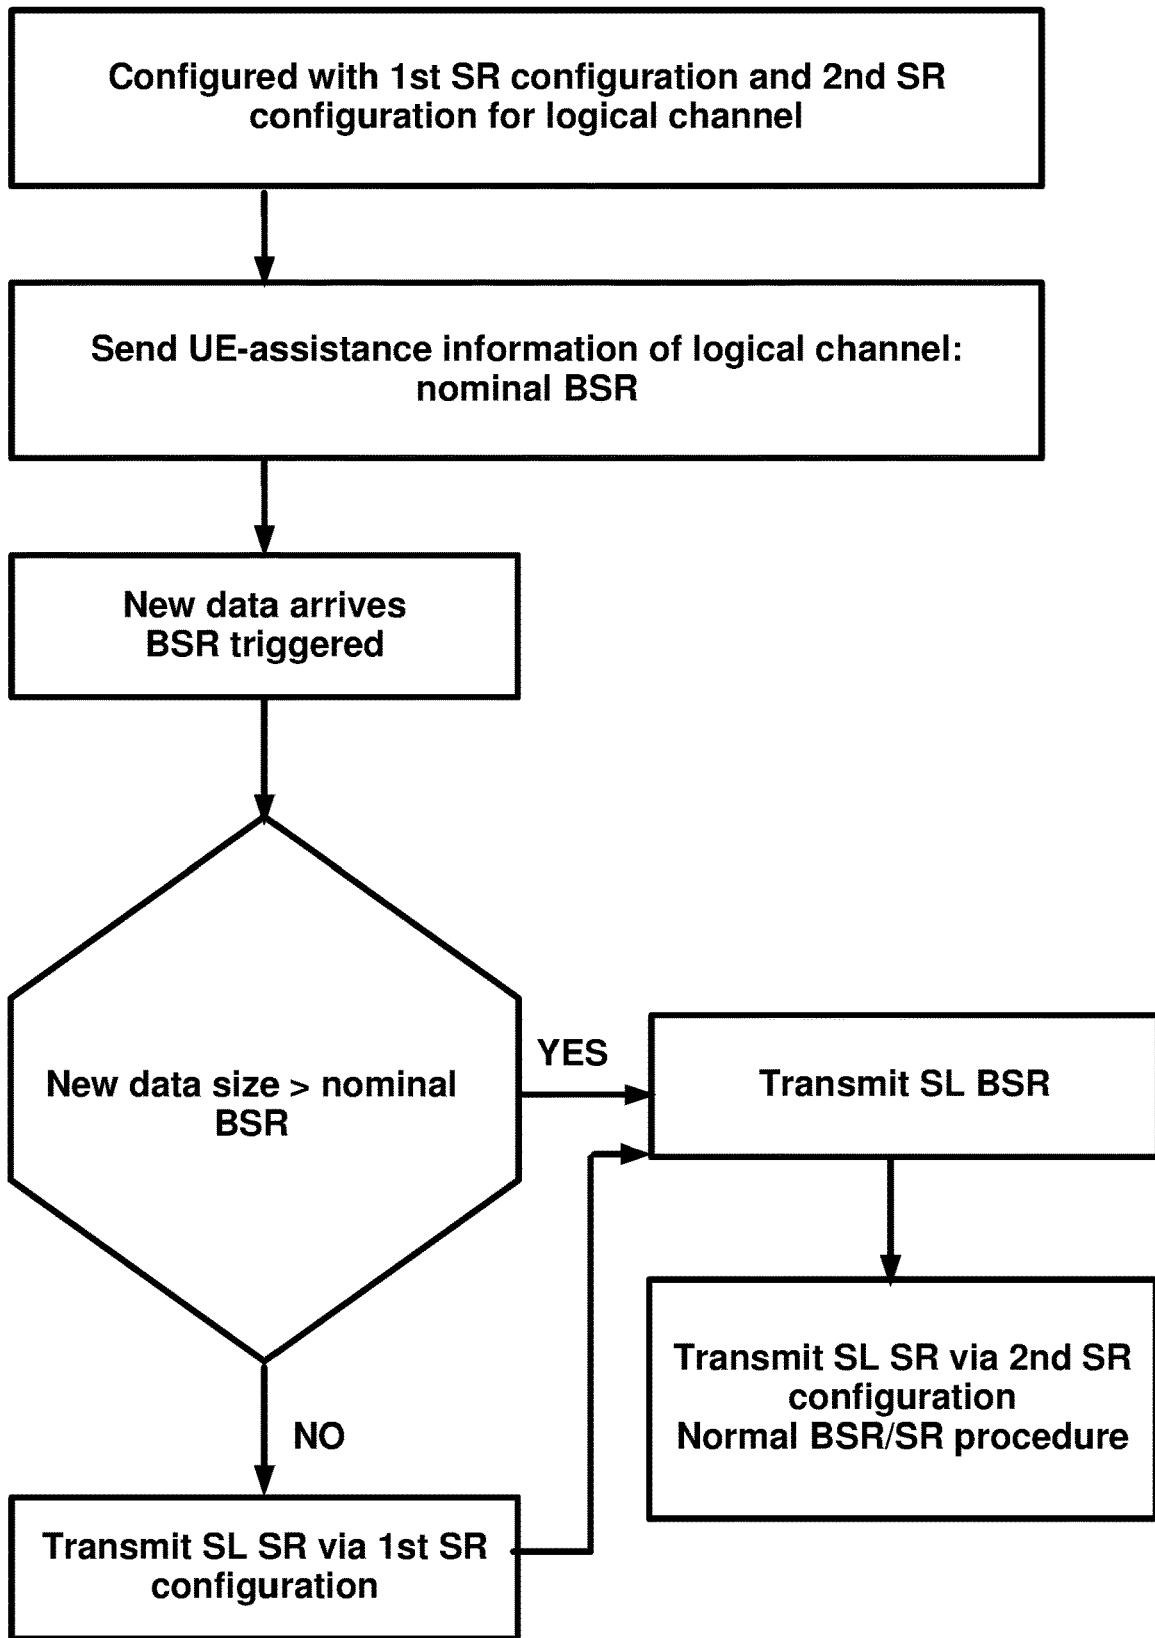 Configured with 1st SR configuration and 2nd SR
configuration for logical channel
Send UE-assistance information of logical channel:
nominal BSR
New data arrives
BSR triggered
New data size > nominal
BSR
YES
Transmit SL BSR
Transmit SL SR via 2nd SR
configuration
Normal BSR/SR procedure
NO
Transmit SL SR via 1st SR
configuration